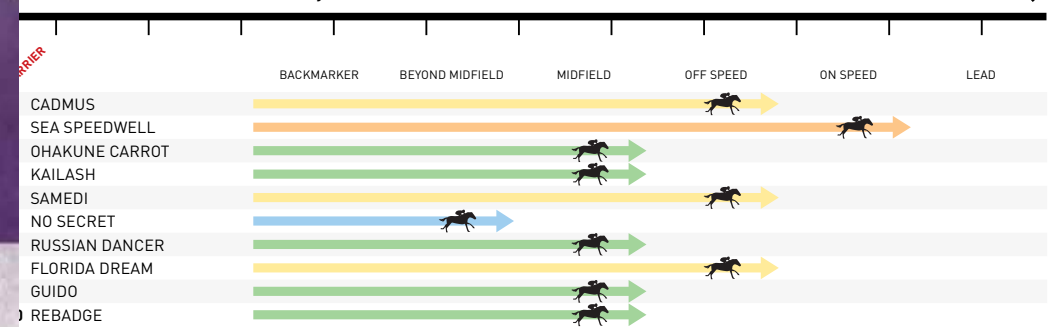 BACKMARKER BEYOND MIDFIELD MIDFIELD OFF SPEED ON SPEED LEAD
CADMUS
SEA SPEEDWELL
OHAKUNE CARROT
KAILASH
SAMEDI
NO SECRET
RUSSIAN DANCER
FLORIDA DREAM
GUIDO
REBADGE